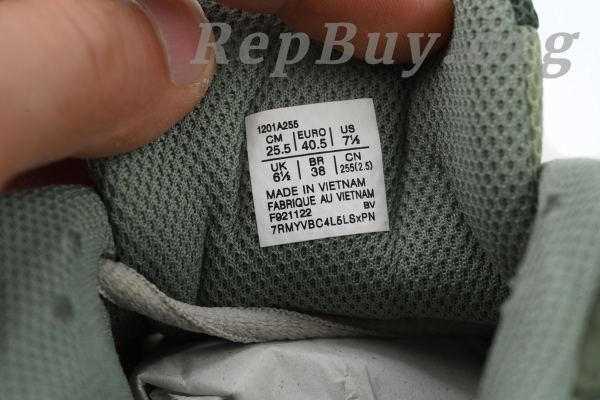 RepBuy
1201A255
CM 25.5 EURO 40.5 US 7½
UK 6½ BR 38 CN 255(2.5)
MADE IN VIETNAM
FABRIQUE AU VIETNAM
F921122 BV
7RMYVBC4L5LSxPN